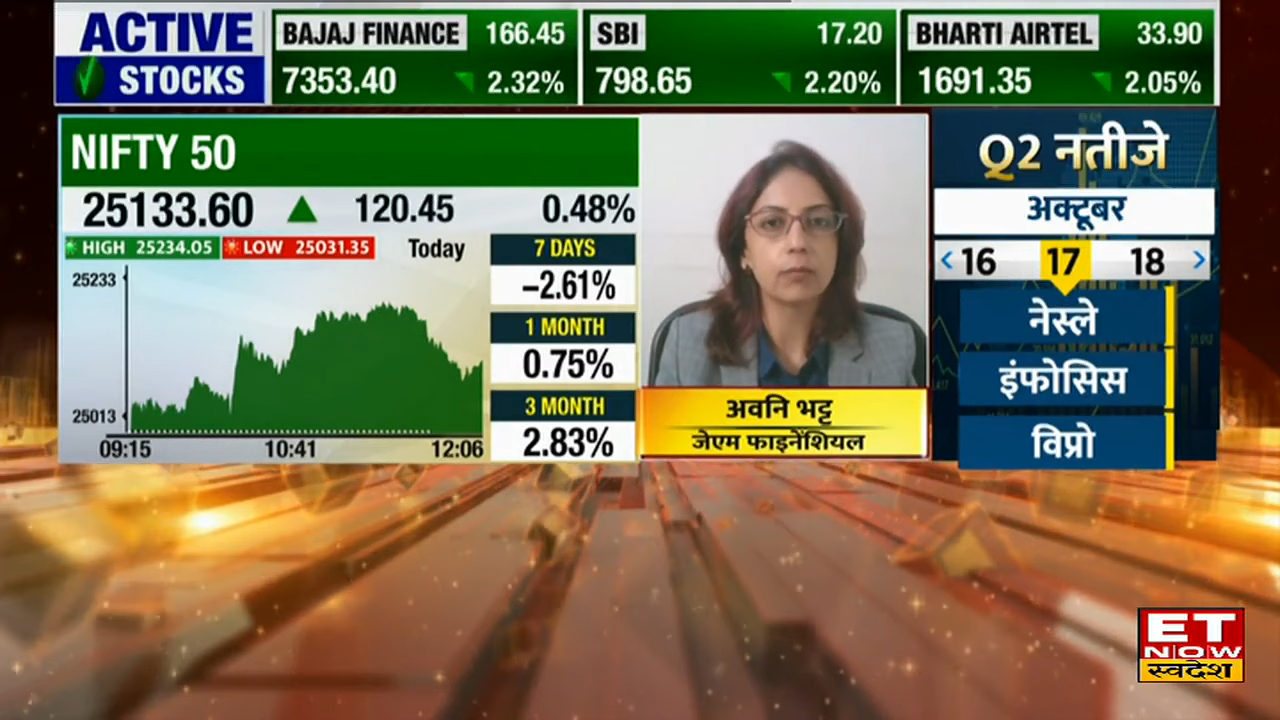 ACTIVE
STOCKS
BAJAJ FINANCE 166.45
7353.40 2.32%
SBI 17.20
798.65 2.20%
BHARTI AIRTEL 33.90
1691.35 2.05%
NIFTY 50
25133.60 ▲ 120.45 0.48%
HIGH 25234.05 LOW 25031.35 Today
25233
25013
09:15 10:41 12:06
7 DAYS
–2.61%
1 MONTH
0.75%
3 MONTH
2.83%
अवनि भट्ट
जेएम फाइनेंशियल
Q2 नतीजे
अक्टूबर
< 16 17 18 >
नेस्ले
इंफोसिस
विप्रो
ET
NOW
स्वदेश